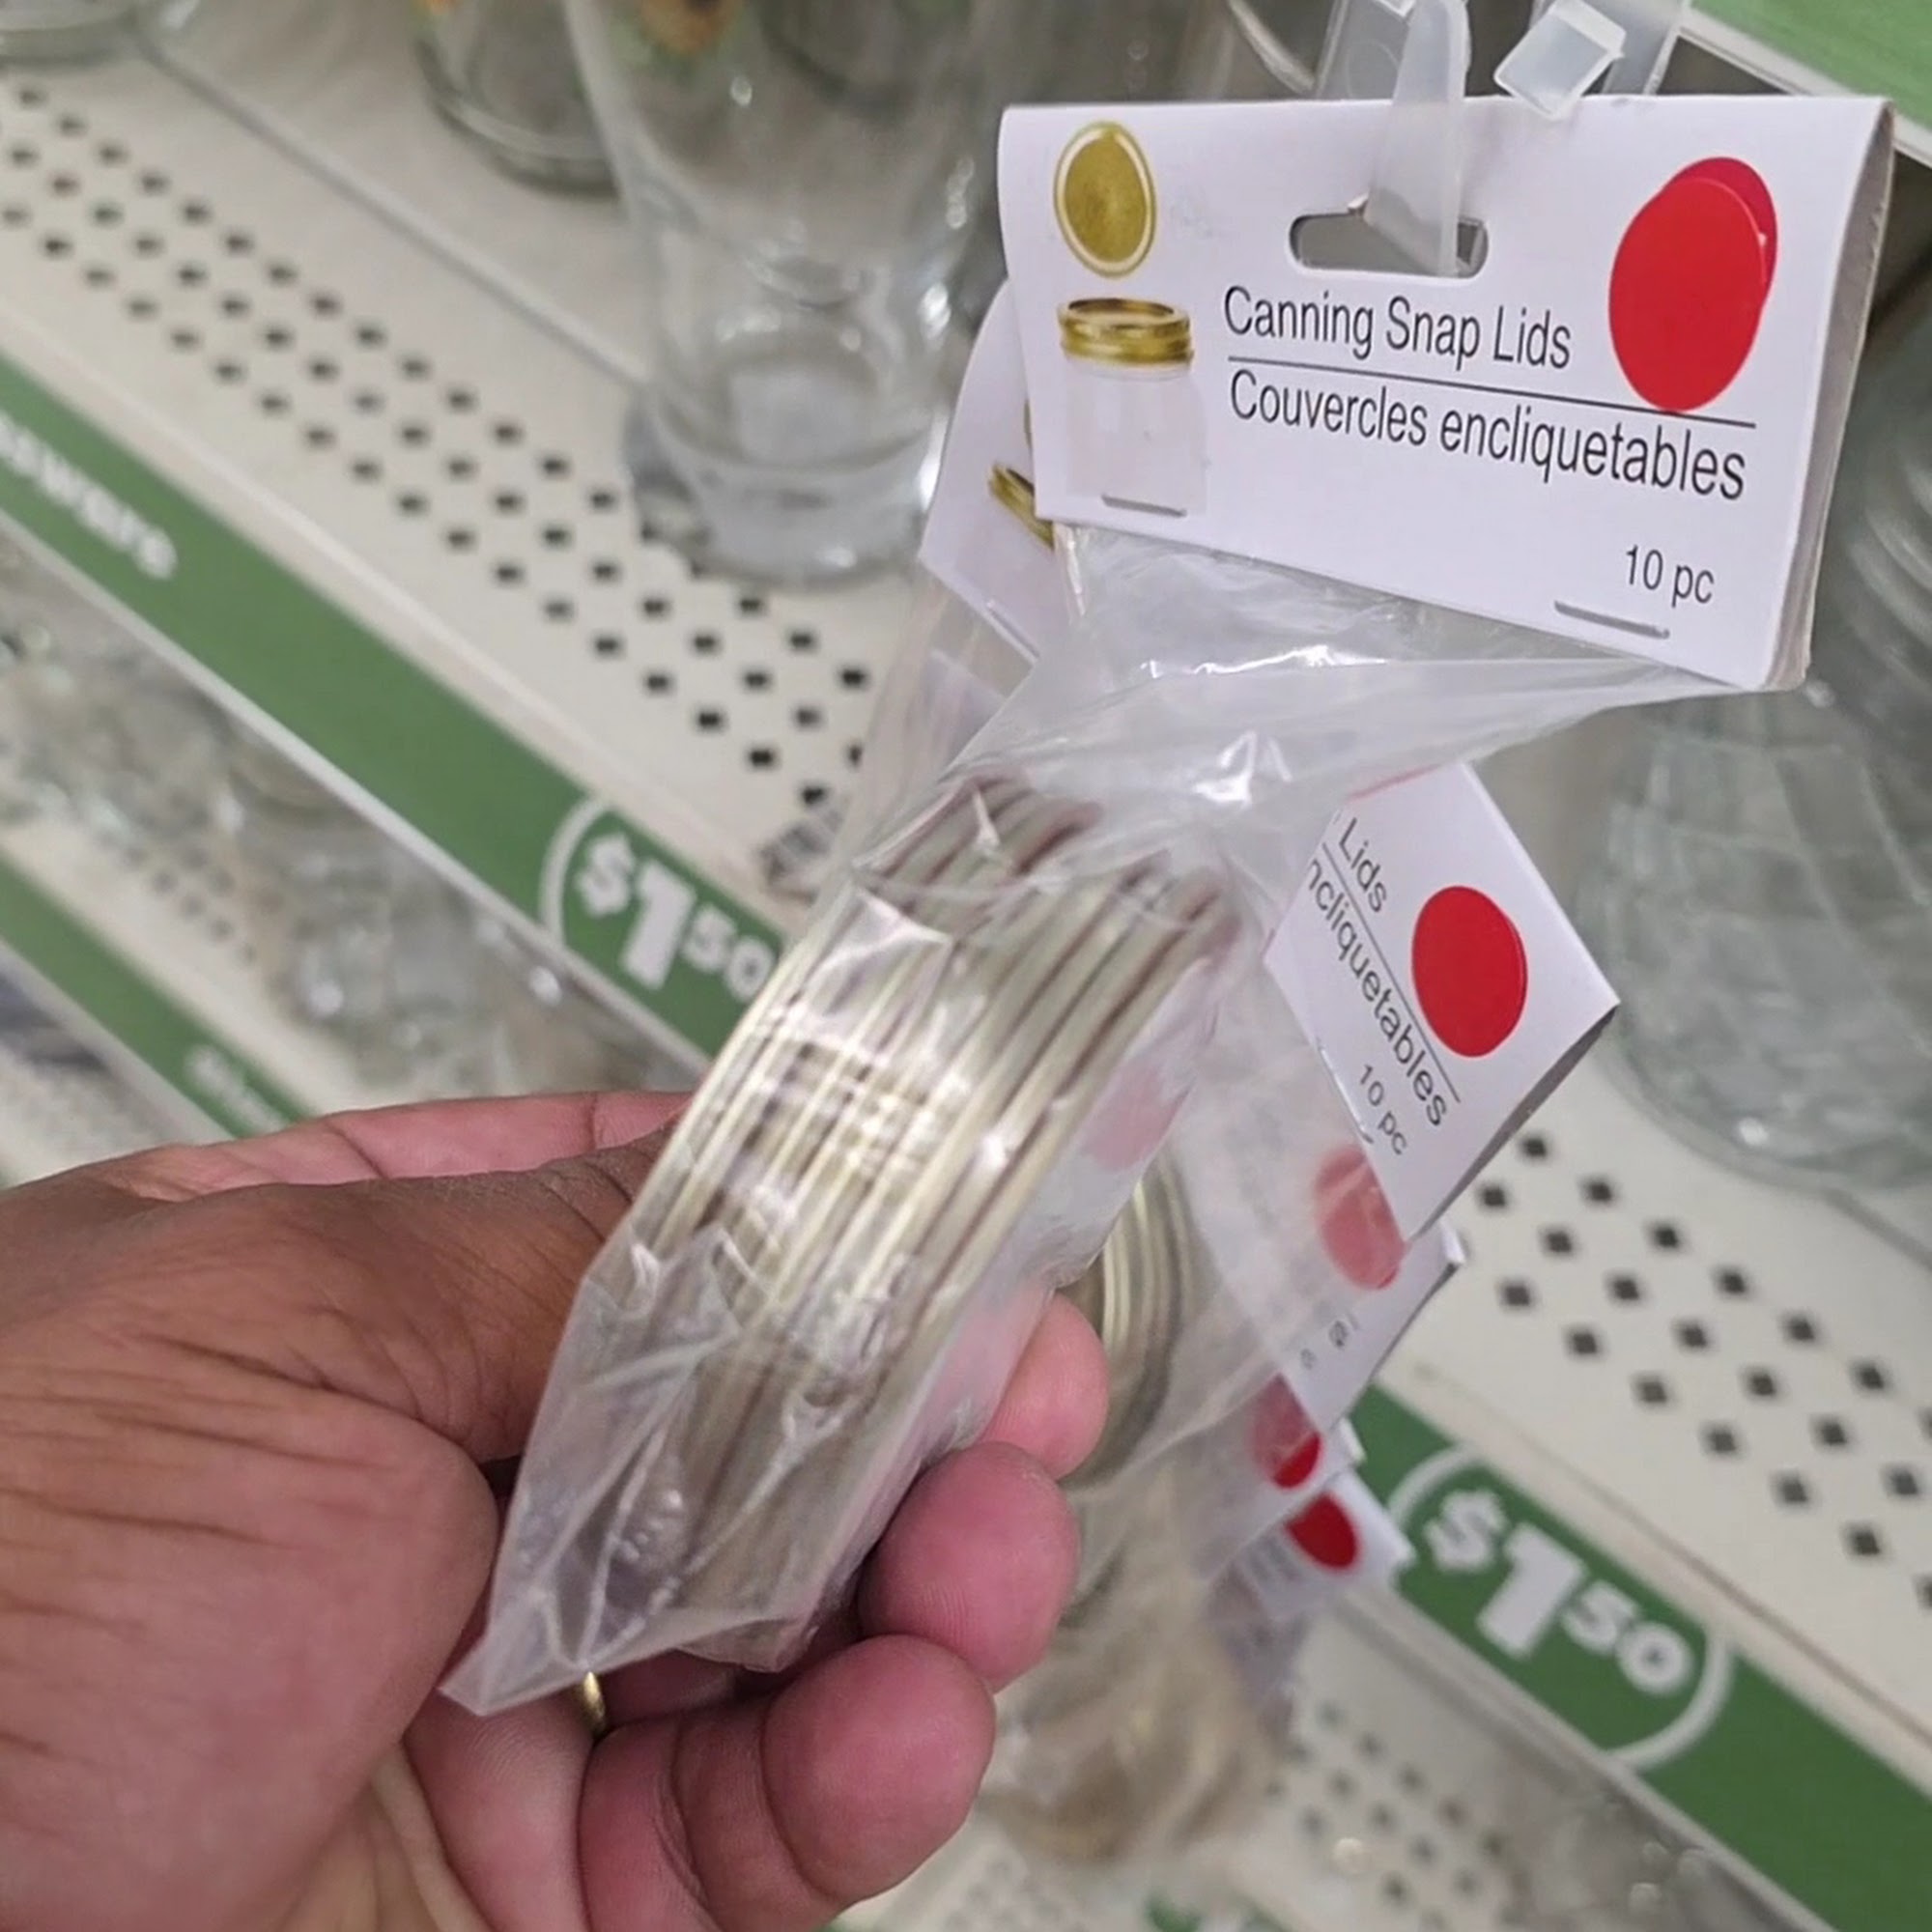 Canning Snap Lids
Couvercles encliquetables
10 pc
Lids
ncliquetables
10 pc
$1.50
$1.50